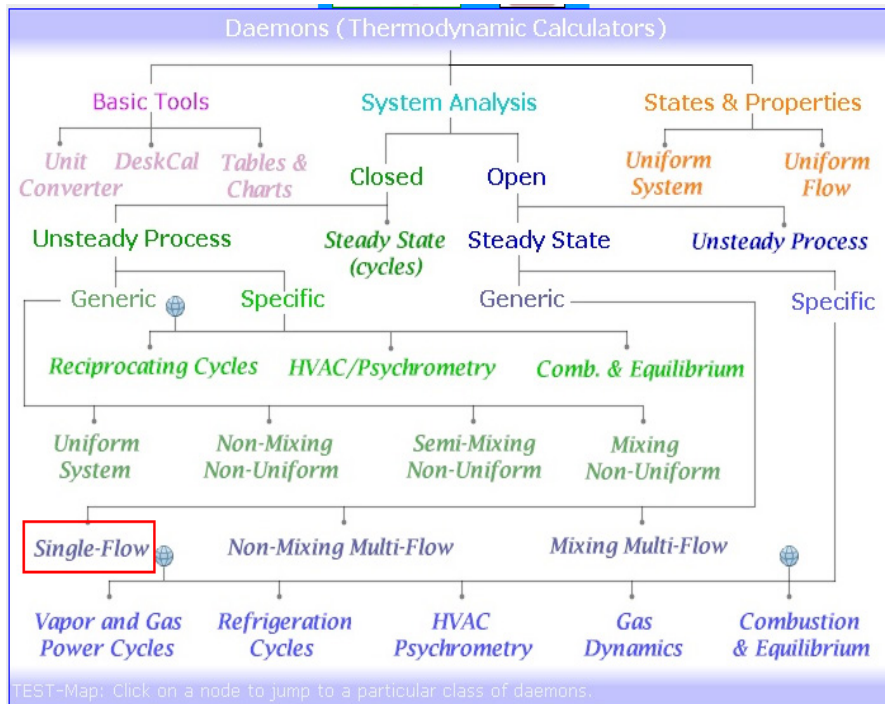 Daemons (Thermodynamic Calculators)
Basic Tools
System Analysis
States & Properties
Unit
Converter
DeskCal
Tables &
Charts
Closed
Open
Uniform
System
Uniform
Flow
Unsteady Process
Steady State
(cycles)
Steady State
Unsteady Process
Generic
Specific
Generic
Specific
Reciprocating Cycles
HVAC/Psychrometry
Comb. & Equilibrium
Uniform
System
Non-Mixing
Non-Uniform
Semi-Mixing
Non-Uniform
Mixing
Non-Uniform
Single-Flow
Non-Mixing Multi-Flow
Mixing Multi-Flow
Vapor and Gas
Power Cycles
Refrigeration
Cycles
HVAC
Psychrometry
Gas
Dynamics
Combustion
& Equilibrium
TEST-Map: Click on a node to jump to a particular class of daemons.